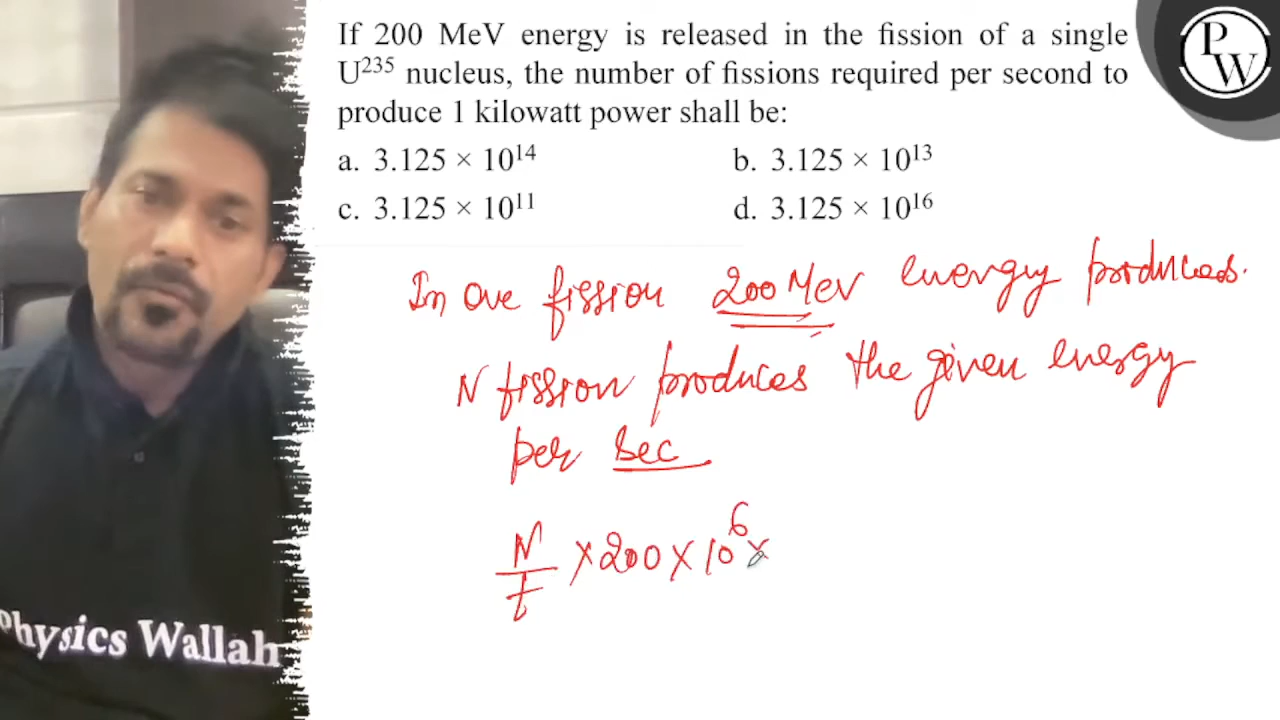 If 200 MeV energy is released in the fission of a single
U²³⁵ nucleus, the number of fissions required per second to
produce 1 kilowatt power shall be:
a. 3.125 × 10¹⁴ b. 3.125 × 10¹³
c. 3.125 × 10¹¹ d. 3.125 × 10¹⁶
PW
In one fission 200 MeV energy produces.
N fission produces the given energy
per sec
N/t × 200 × 10⁶ ×
Physics Wallah